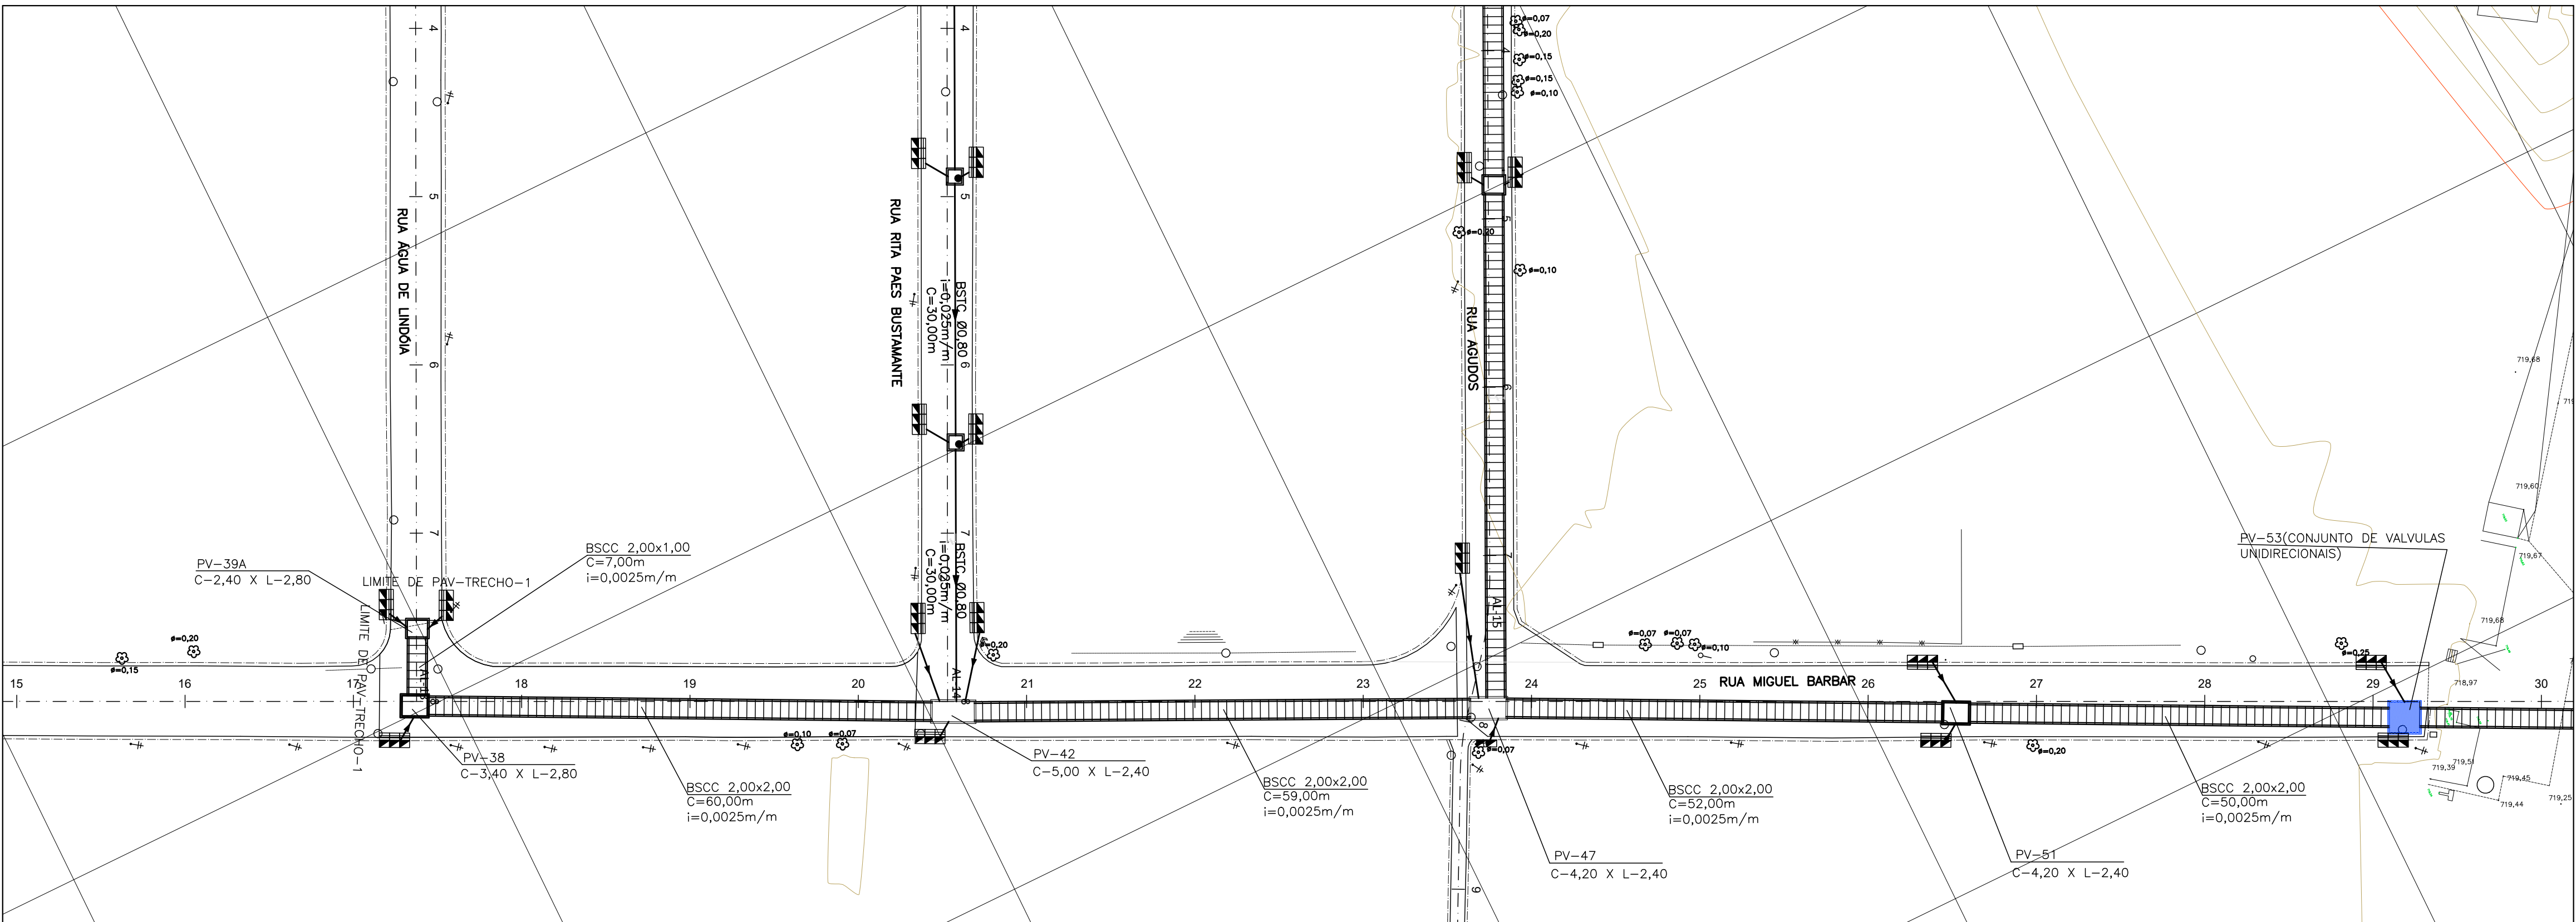 4
4
4
ø=0,07
ø=0,20
ø=0,15
ø=0,15
ø=0,10
5
5
5
RUA ÁGUA DE LINDÓIA
RUA RITA PAES BUSTAMANTE
ø=0,20
ø=0,10
BSTC Ø0,80
i=0,025m/m
C=30,00m
RUA AGUDOS
6
6
6
719,68
719,60
7
7
7
BSTC Ø0,80
i=0,025m/m
C=30,00m
PV-53(CONJUNTO DE VALVULAS
UNIDIRECIONAIS)
719,67
PV-39A
C-2,40 X L-2,80
BSCC 2,00x1,00
C=7,00m
i=0,0025m/m
LIMITE DE PAV-TRECHO-1
LIMITE DE PAV-TRECHO-1
AL-15
719,68
ø=0,20
ø=0,15
ø=0,20
ø=0,07
ø=0,07
ø=0,10
ø=0,25
AL-14
718,97
15
16
17
18
19
20
21
22
23
24
25
RUA MIGUEL BARBAR
26
27
28
29
30
8
8
8
ø=0,10
ø=0,07
ø=0,07
ø=0,20
PV-38
C-3,40 X L-2,80
PV-42
C-5,00 X L-2,40
719,39
719,51
719,45
719,44
719,25
BSCC 2,00x2,00
C=60,00m
i=0,0025m/m
BSCC 2,00x2,00
C=59,00m
i=0,0025m/m
BSCC 2,00x2,00
C=52,00m
i=0,0025m/m
BSCC 2,00x2,00
C=50,00m
i=0,0025m/m
PV-47
C-4,20 X L-2,40
PV-51
C-4,20 X L-2,40
9